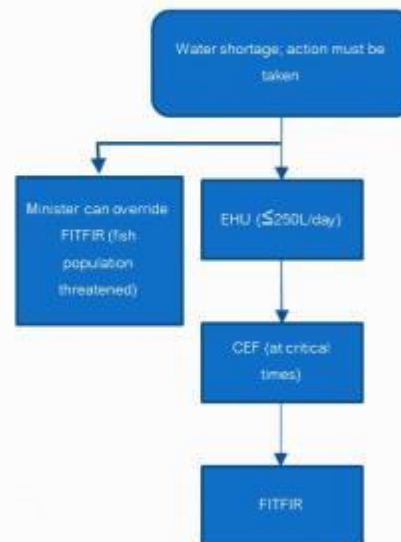 Water shortage; action must be
taken
Minister can override
FITFIR (fish
population
threatened)
EHU (≤250L/day)
CEF (at critical
times)
FITFIR